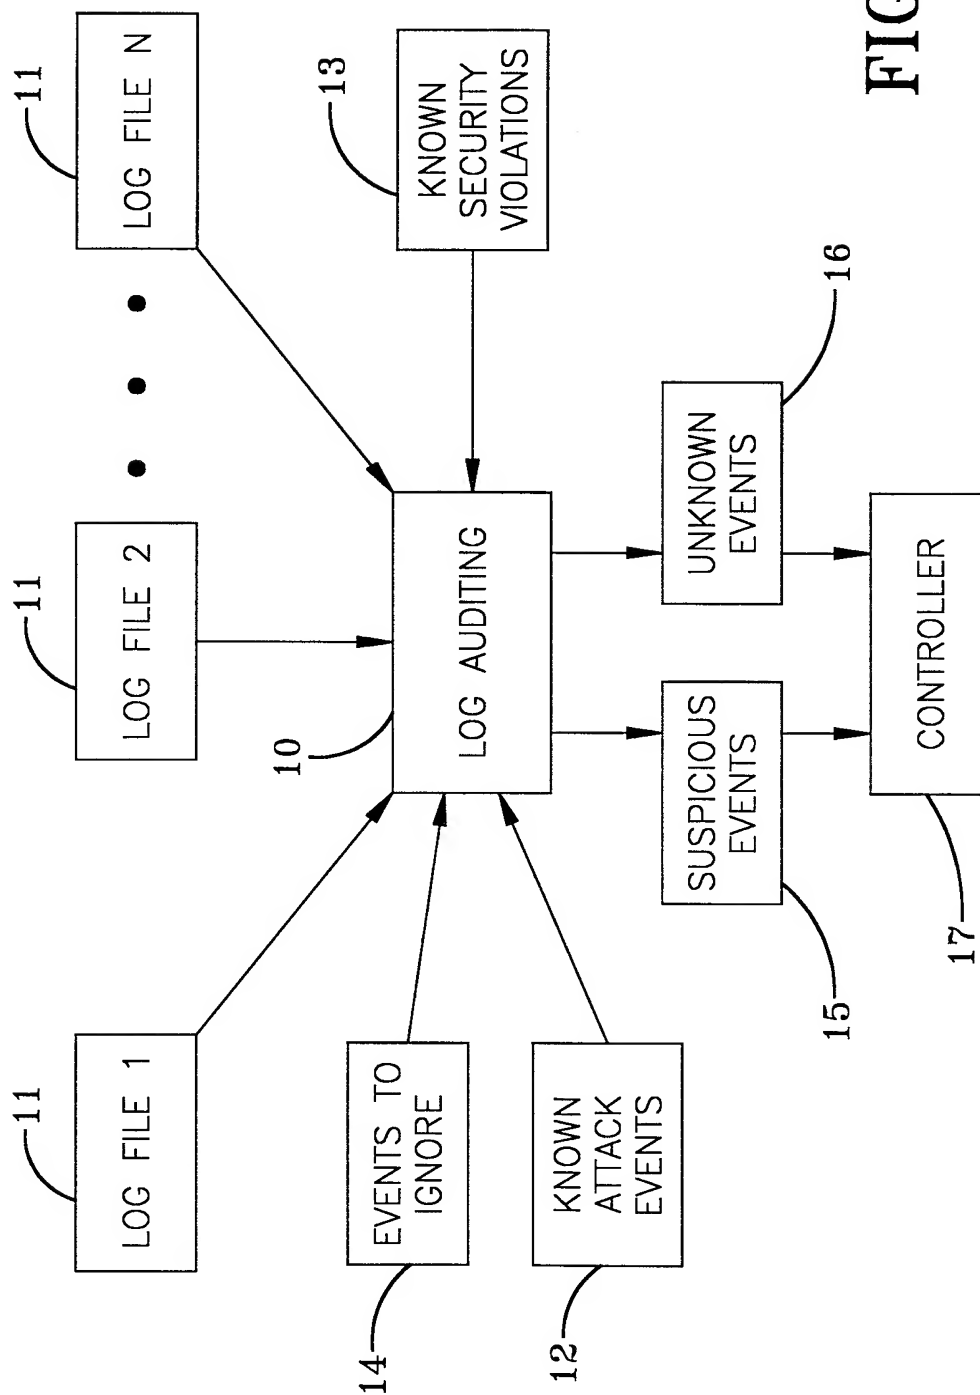 11
LOG FILE 1
11
LOG FILE 2
11
LOG FILE N
10
LOG AUDITING
13
KNOWN
SECURITY
VIOLATIONS
14
EVENTS TO
IGNORE
12
KNOWN
ATTACK
EVENTS
15
SUSPICIOUS
EVENTS
16
UNKNOWN
EVENTS
17
CONTROLLER
FIG